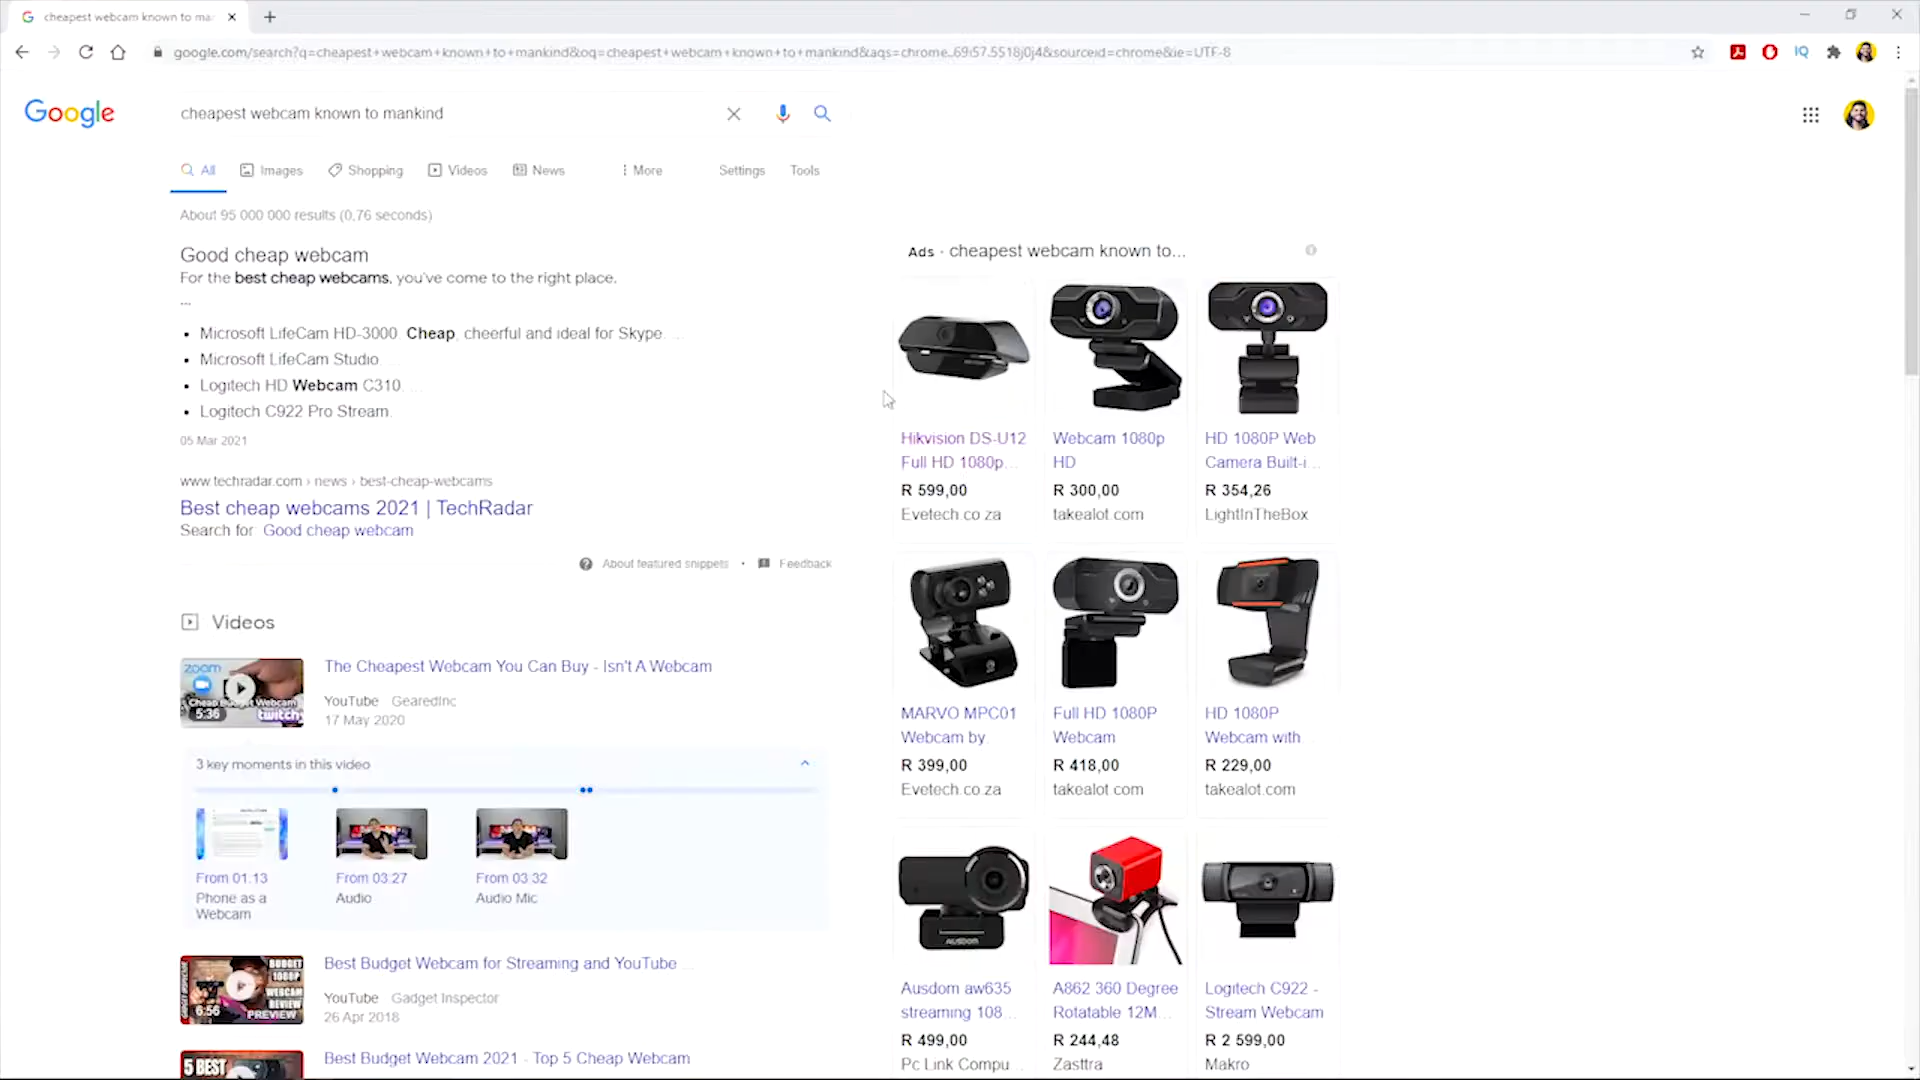 cheapest webcam known to ma
google.com/search?q=cheapest+webcam+known+to+mankind&oq=cheapest+webcam+known+to+mankind&aqs=chrome..69i57.5518j0j4&sourceid=chrome&ie=UTF-8
Google
cheapest webcam known to mankind
All Images Shopping Videos News More Settings Tools
About 95 000 000 results (0,76 seconds)
Good cheap webcam
For the best cheap webcams, you've come to the right place.
...
Microsoft LifeCam HD-3000. Cheap, cheerful and ideal for Skype. ...
Microsoft LifeCam Studio.
Logitech HD Webcam C310. ...
Logitech C922 Pro Stream.
05 Mar 2021
www.techradar.com › news › best-cheap-webcams
Best cheap webcams 2021 | TechRadar
Search for Good cheap webcam
About featured snippets • Feedback
Videos
zoom
Cheap Budget Webcam
5:36 twitch
The Cheapest Webcam You Can Buy - Isn't A Webcam
YouTube GearedInc
17 May 2020
3 key moments in this video
From 01:13
Phone as a
Webcam
From 03:27
Audio
From 03:32
Audio Mic
BUDGET
1080P
WEBCAM
REVIEW
6:56 PREVIEW
Best Budget Webcam for Streaming and YouTube ...
YouTube Gadget Inspector
26 Apr 2018
5 BEST
Best Budget Webcam 2021 - Top 5 Cheap Webcam
Ads · cheapest webcam known to...
Hikvision DS-U12
Full HD 1080p...
R 599,00
Evetech.co.za
Webcam 1080p
HD
R 300,00
takealot.com
HD 1080P Web
Camera Built-i...
R 354,26
LightInTheBox
MARVO MPC01
Webcam by
R 399,00
Evetech.co.za
Full HD 1080P
Webcam
R 418,00
takealot.com
HD 1080P
Webcam with
R 229,00
takealot.com
AUSDOM
Ausdom aw635
streaming 108...
R 499,00
Pc Link Compu...
A862 360 Degree
Rotatable 12M...
R 244,48
Zasttra
Logitech C922 -
Stream Webcam
R 2 599,00
Makro